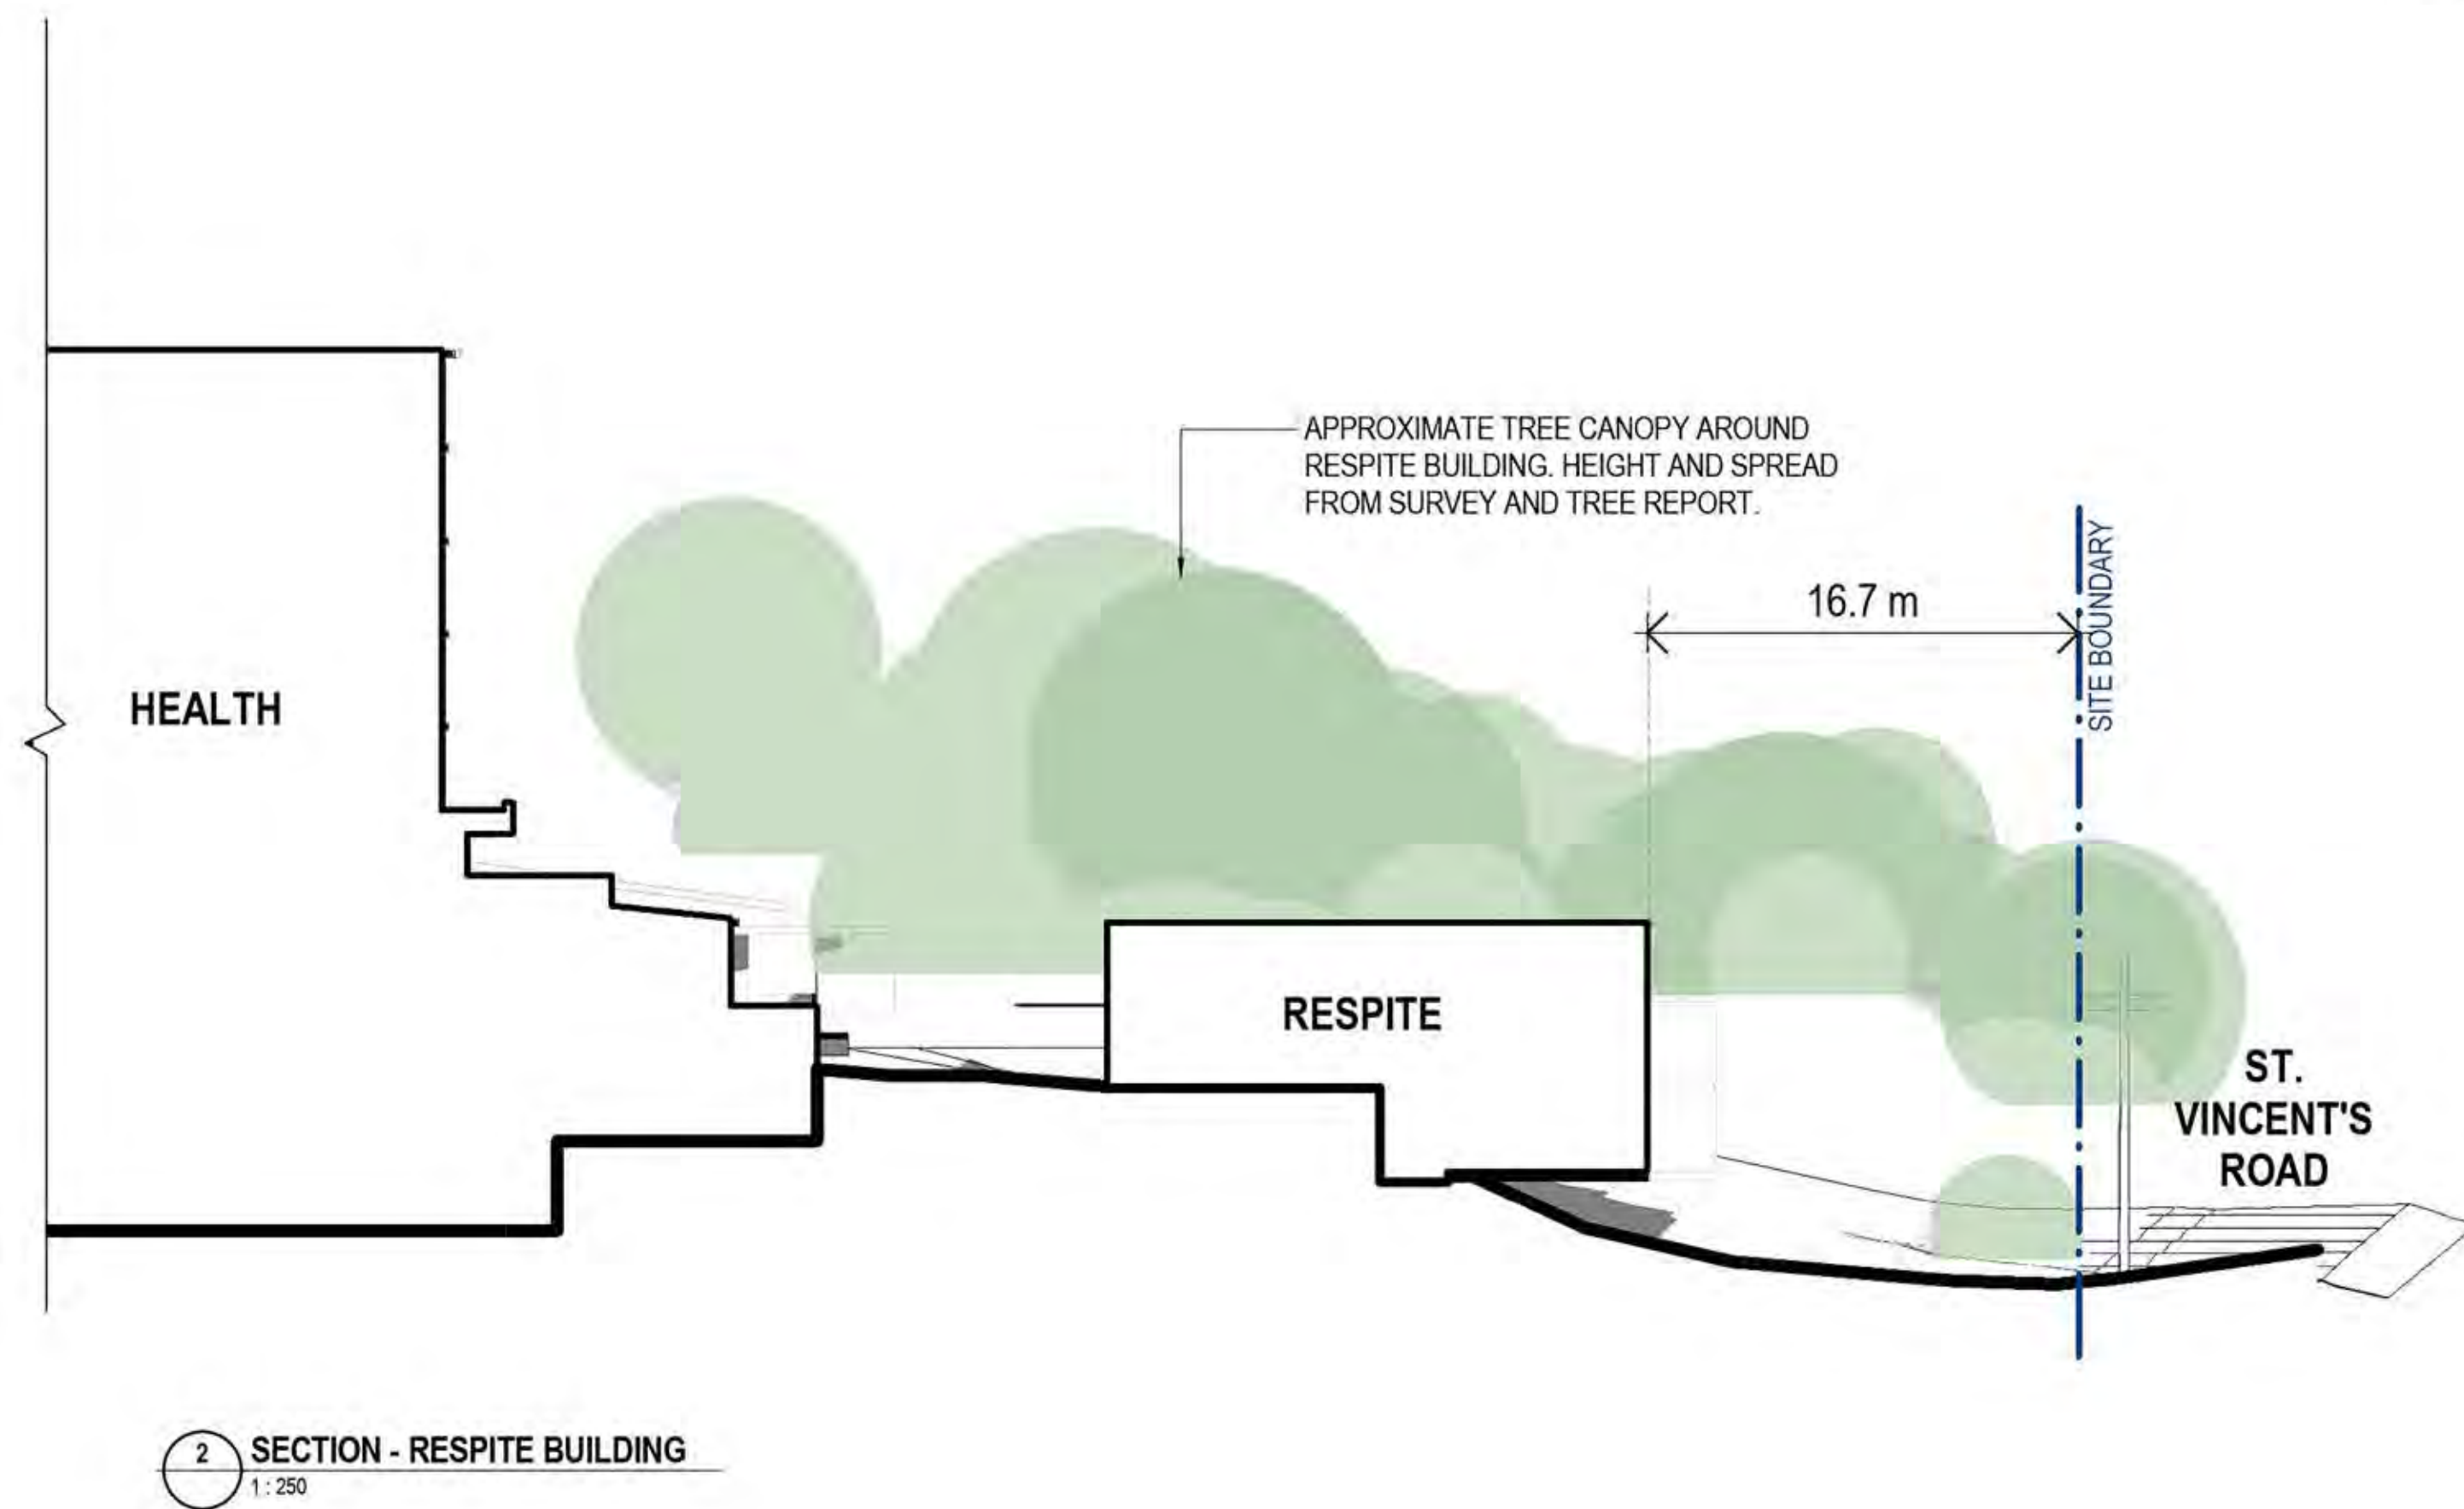 APPROXIMATE TREE CANOPY AROUND
RESPITE BUILDING. HEIGHT AND SPREAD
FROM SURVEY AND TREE REPORT.
16.7 m
SITE BOUNDARY
HEALTH
RESPITE
ST.
VINCENT'S
ROAD
2
SECTION - RESPITE BUILDING
1 : 250